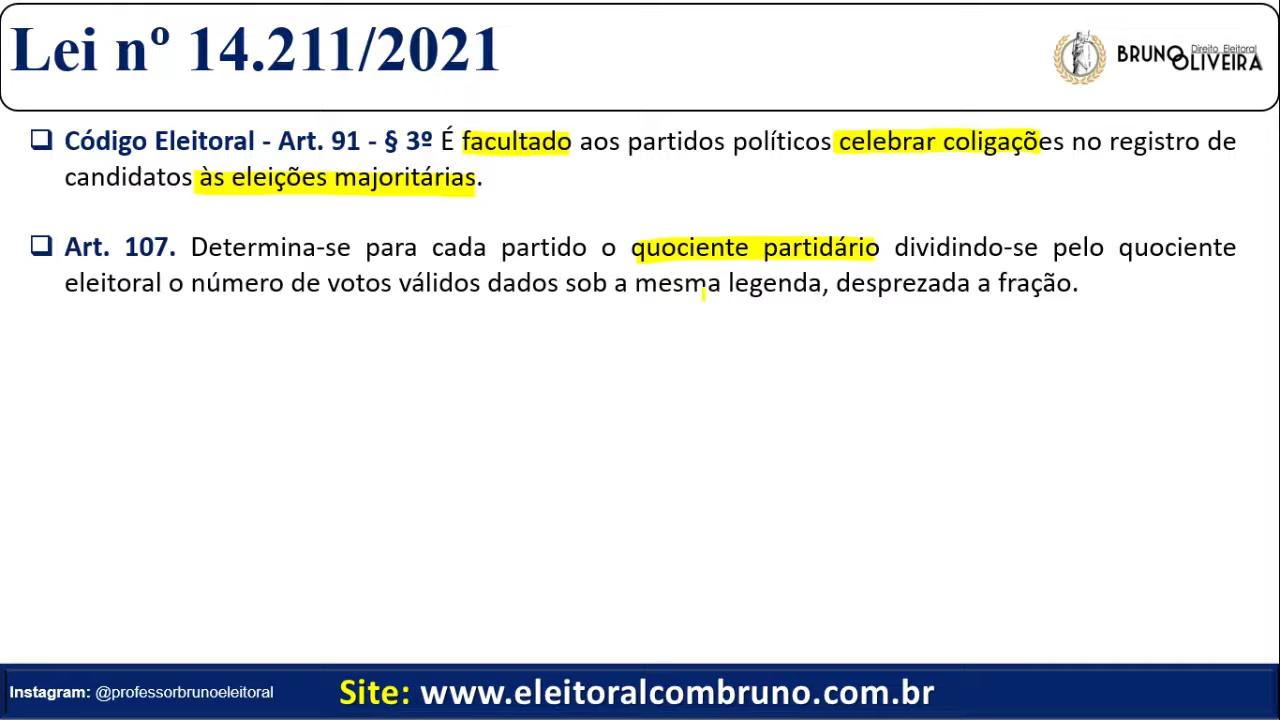 Lei nº 14.211/2021
BRUNO Direito Eleitoral
OLIVEIRA
❑ Código Eleitoral - Art. 91 - § 3º É facultado aos partidos políticos celebrar coligações no registro de
candidatos às eleições majoritárias.
❑ Art. 107. Determina-se para cada partido o quociente partidário dividindo-se pelo quociente
eleitoral o número de votos válidos dados sob a mesma legenda, desprezada a fração.
Instagram: @professorbrunoeleitoral
Site: www.eleitoralcombruno.com.br